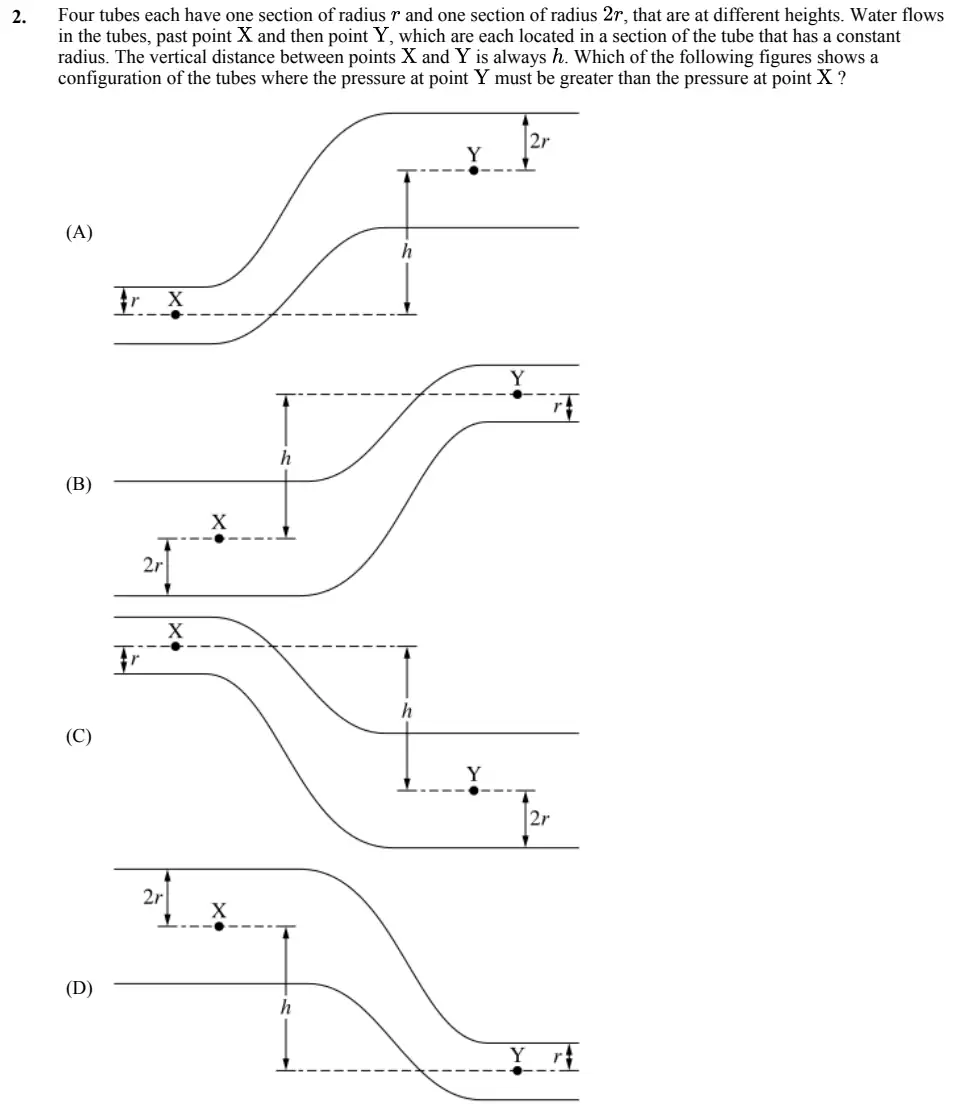 2. Four tubes each have one section of radius r and one section of radius 2r, that are at different heights. Water flows
in the tubes, past point X and then point Y, which are each located in a section of the tube that has a constant
radius. The vertical distance between points X and Y is always h. Which of the following figures shows a
configuration of the tubes where the pressure at point Y must be greater than the pressure at point X ?
2r
Y
(A)
h
r X
Y
r
h
(B)
X
2r
X
r
h
(C)
Y
2r
2r
X
(D)
h
Y r